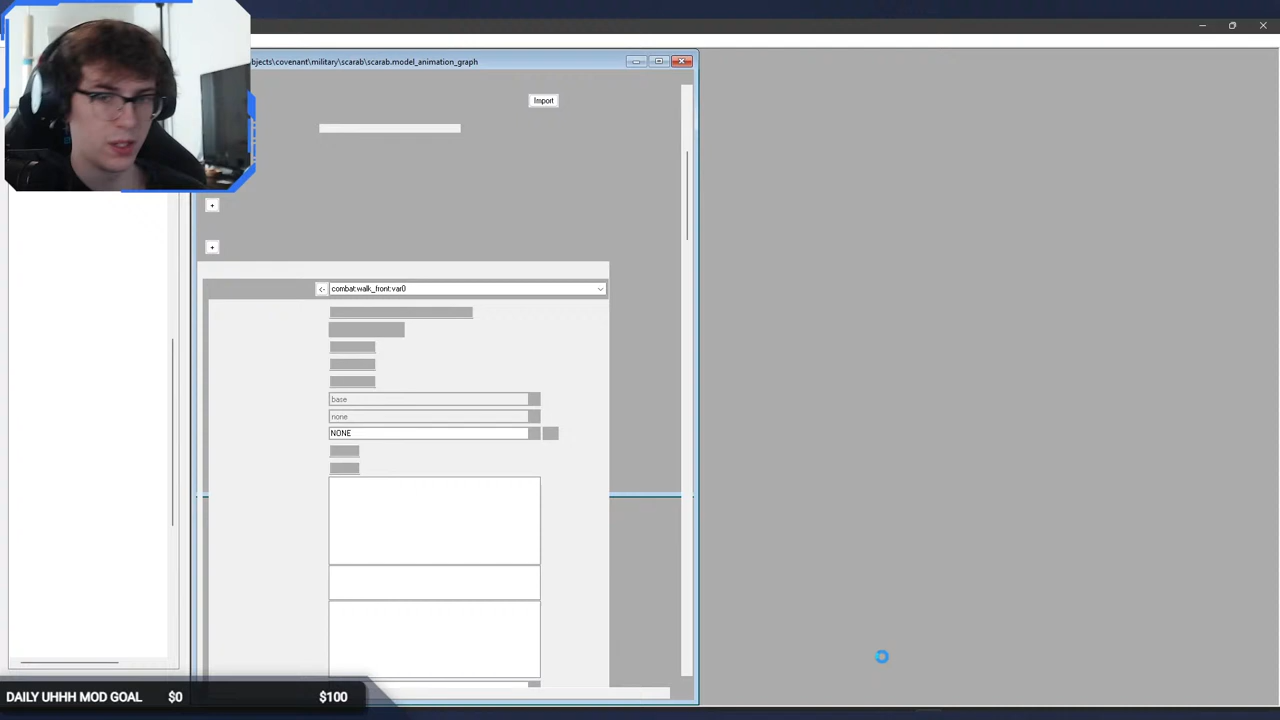 bjects\covenant\military\scarab\scarab.model_animation_graph
Import
+
+
<- combat:walk_front:var0
base
none
NONE
DAILY UHHH MOD GOAL $0 $100